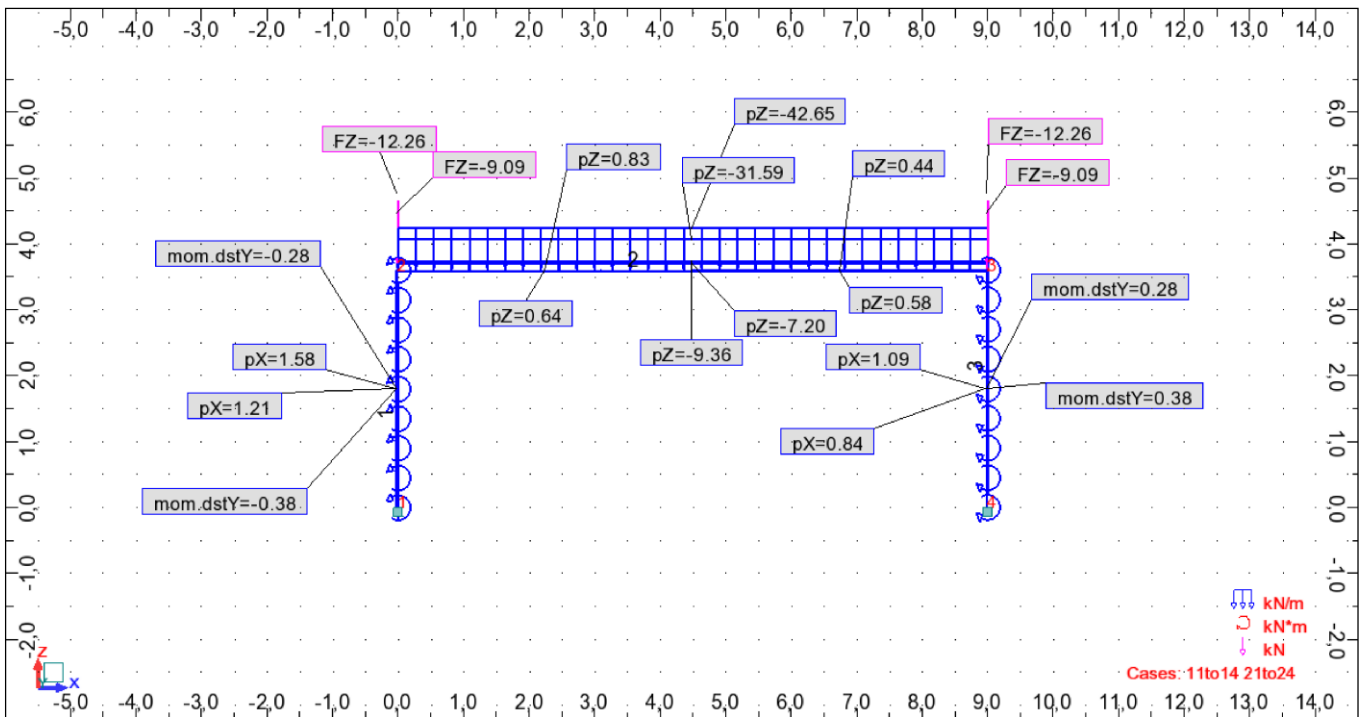 -5,0 -4,0 -3,0 -2,0 -1,0 0,0 1,0 2,0 3,0 4,0 5,0 6,0 7,0 8,0 9,0 10,0 11,0 12,0 13,0 14,0
6,0
5,0
4,0
3,0
2,0
1,0
0,0
-1,0
-2,0
pZ=-42.65
FZ=-12.26
FZ=-12.26
FZ=-9.09
pZ=0.83
pZ=-31.59
pZ=0.44
FZ=-9.09
mom.dstY=-0.28
2
2
3
mom.dstY=0.28
pZ=0.64
pZ=0.58
pZ=-7.20
pX=1.58
pZ=-9.36
pX=1.09
3
pX=1.21
1
mom.dstY=0.38
pX=0.84
mom.dstY=-0.38
1
4
6,0
5,0
4,0
3,0
2,0
1,0
0,0
-1,0
-2,0
kN/m
kN*m
kN
Cases: 11to14 21to24
Z
Y
X
-5,0 -4,0 -3,0 -2,0 -1,0 0,0 1,0 2,0 3,0 4,0 5,0 6,0 7,0 8,0 9,0 10,0 11,0 12,0 13,0 14,0